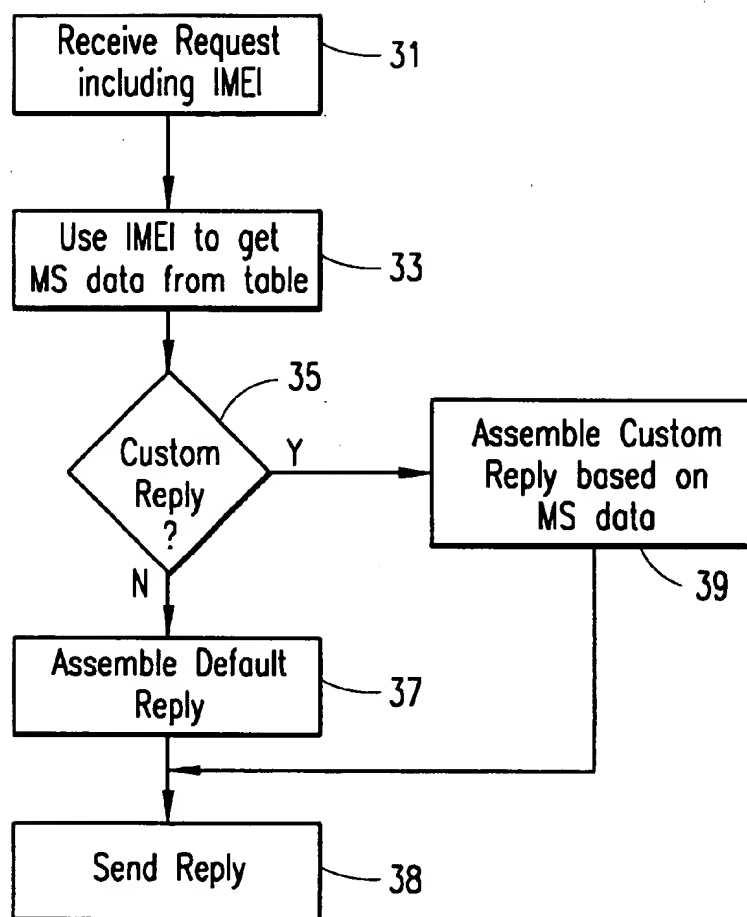 Receive Request
including IMEI
31
Use IMEI to get
MS data from table
33
35
Custom
Reply
?
Y
N
Assemble Custom
Reply based on
MS data
39
Assemble Default
Reply
37
Send Reply
38